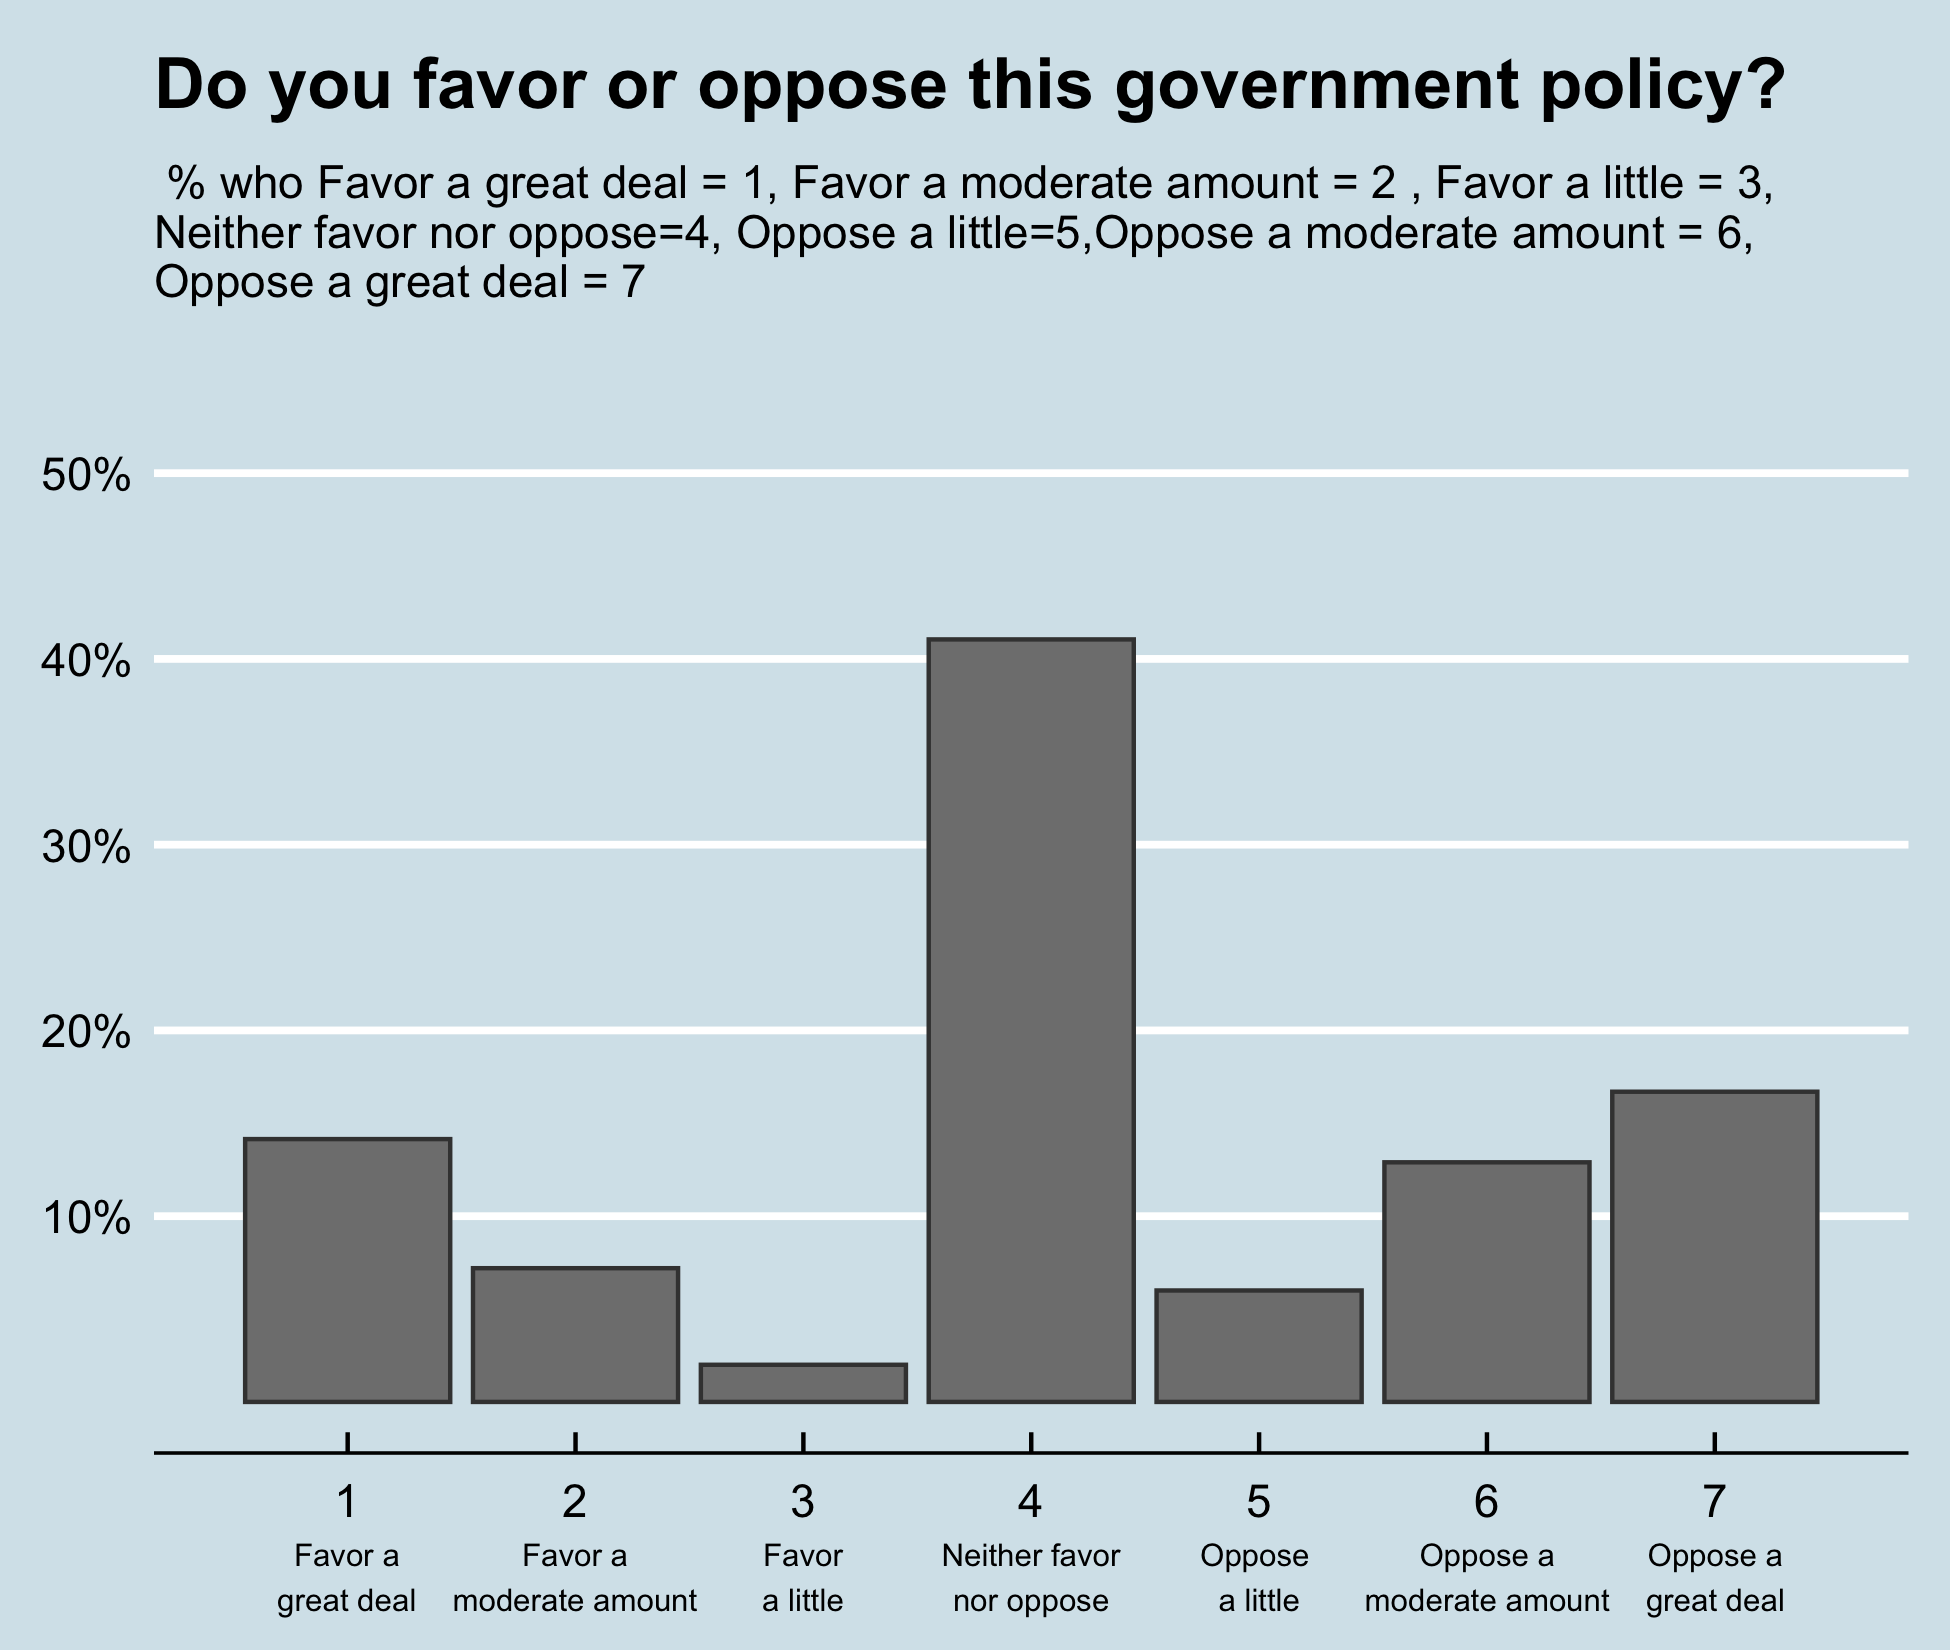 Do you favor or oppose this government policy?
% who Favor a great deal = 1, Favor a moderate amount = 2 , Favor a little = 3,
Neither favor nor oppose=4, Oppose a little=5,Oppose a moderate amount = 6,
Oppose a great deal = 7
50%
40%
30%
20%
10%
1 2 3 4 5 6 7
Favor a Favor a Favor Neither favor Oppose Oppose a Oppose a
great deal moderate amount a little nor oppose a little moderate amount great deal